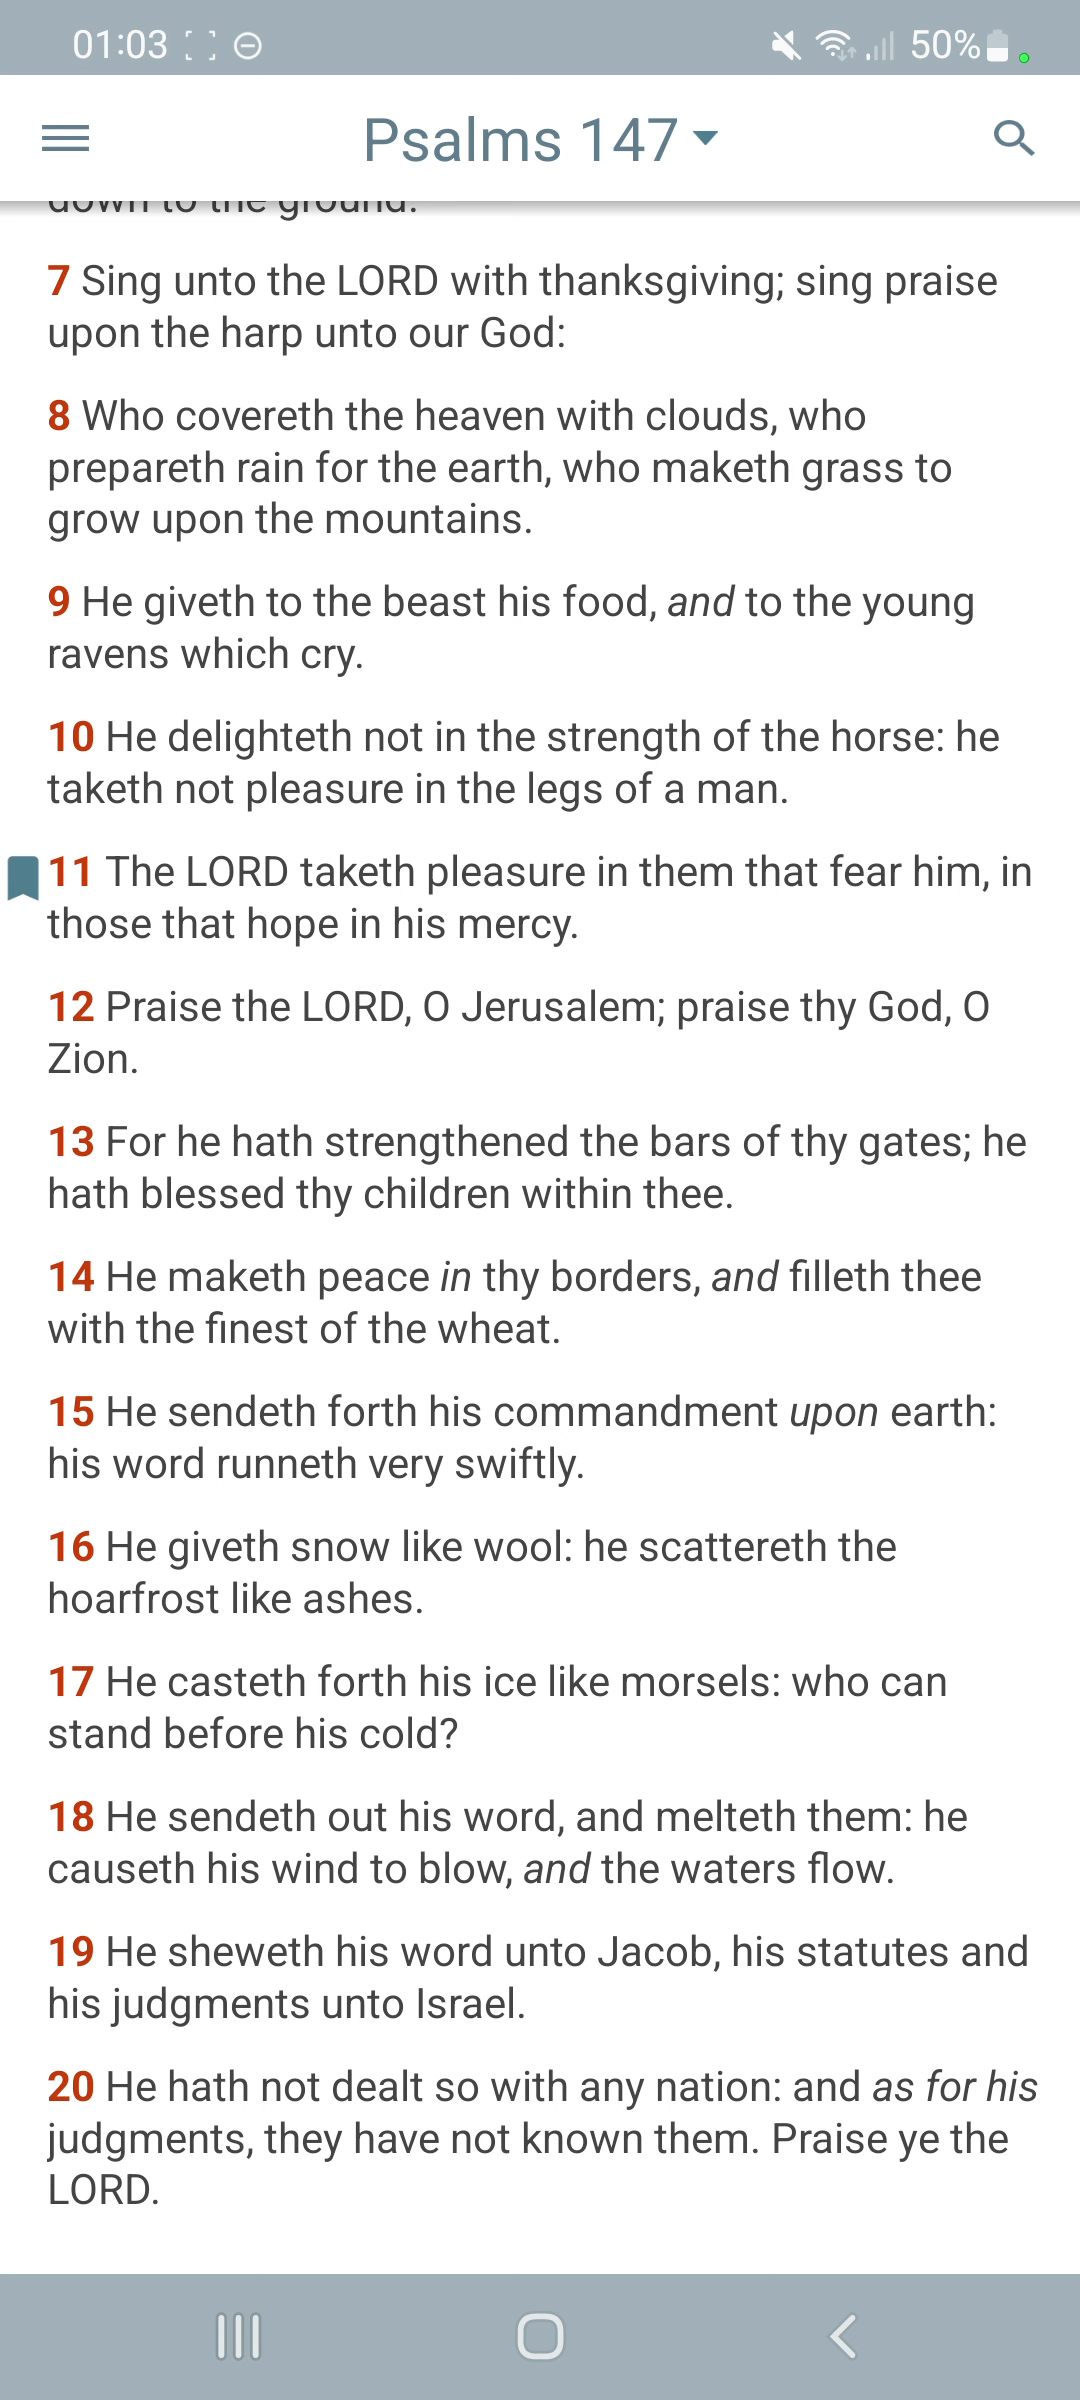 01:03
50%
Psalms 147
down to the ground.
7 Sing unto the LORD with thanksgiving; sing praise
upon the harp unto our God:
8 Who covereth the heaven with clouds, who
prepareth rain for the earth, who maketh grass to
grow upon the mountains.
9 He giveth to the beast his food, and to the young
ravens which cry.
10 He delighteth not in the strength of the horse: he
taketh not pleasure in the legs of a man.
11 The LORD taketh pleasure in them that fear him, in
those that hope in his mercy.
12 Praise the LORD, O Jerusalem; praise thy God, O
Zion.
13 For he hath strengthened the bars of thy gates; he
hath blessed thy children within thee.
14 He maketh peace in thy borders, and filleth thee
with the finest of the wheat.
15 He sendeth forth his commandment upon earth:
his word runneth very swiftly.
16 He giveth snow like wool: he scattereth the
hoarfrost like ashes.
17 He casteth forth his ice like morsels: who can
stand before his cold?
18 He sendeth out his word, and melteth them: he
causeth his wind to blow, and the waters flow.
19 He sheweth his word unto Jacob, his statutes and
his judgments unto Israel.
20 He hath not dealt so with any nation: and as for his
judgments, they have not known them. Praise ye the
LORD.